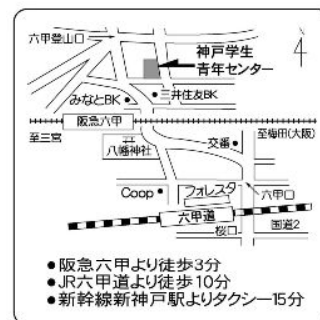 六甲登山口
神戸学生
青年センター
みなとBK
三井住友BK
阪急六甲
至三宮
八幡神社
交番
至梅田(大阪)
Coop
フォレスタ
六甲口
六甲道
桜口
国道2
●阪急六甲より徒歩3分
●JR六甲道より徒歩10分
●新幹線新神戸駅よりタクシー15分